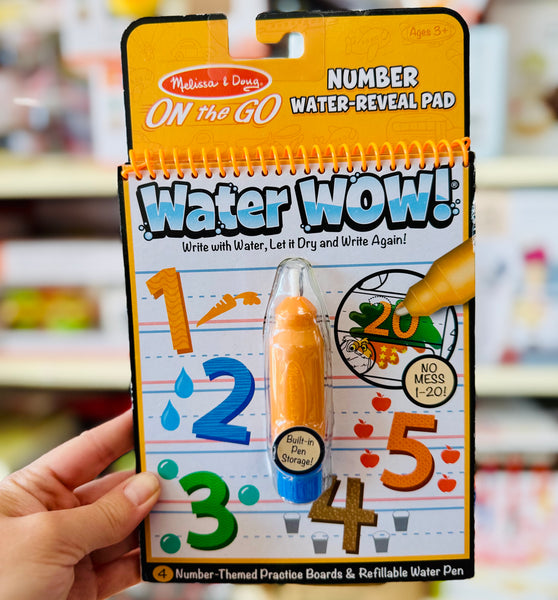 Melissa & Doug®
ON the GO
NUMBER
WATER-REVEAL PAD
Ages 3+
Water WOW!®
Write with Water, Let it Dry and Write Again!
1
20
NO
MESS
1-20!
2
5
Built-in
Pen
Storage!
3
4
4 Number-Themed Practice Boards & Refillable Water Pen